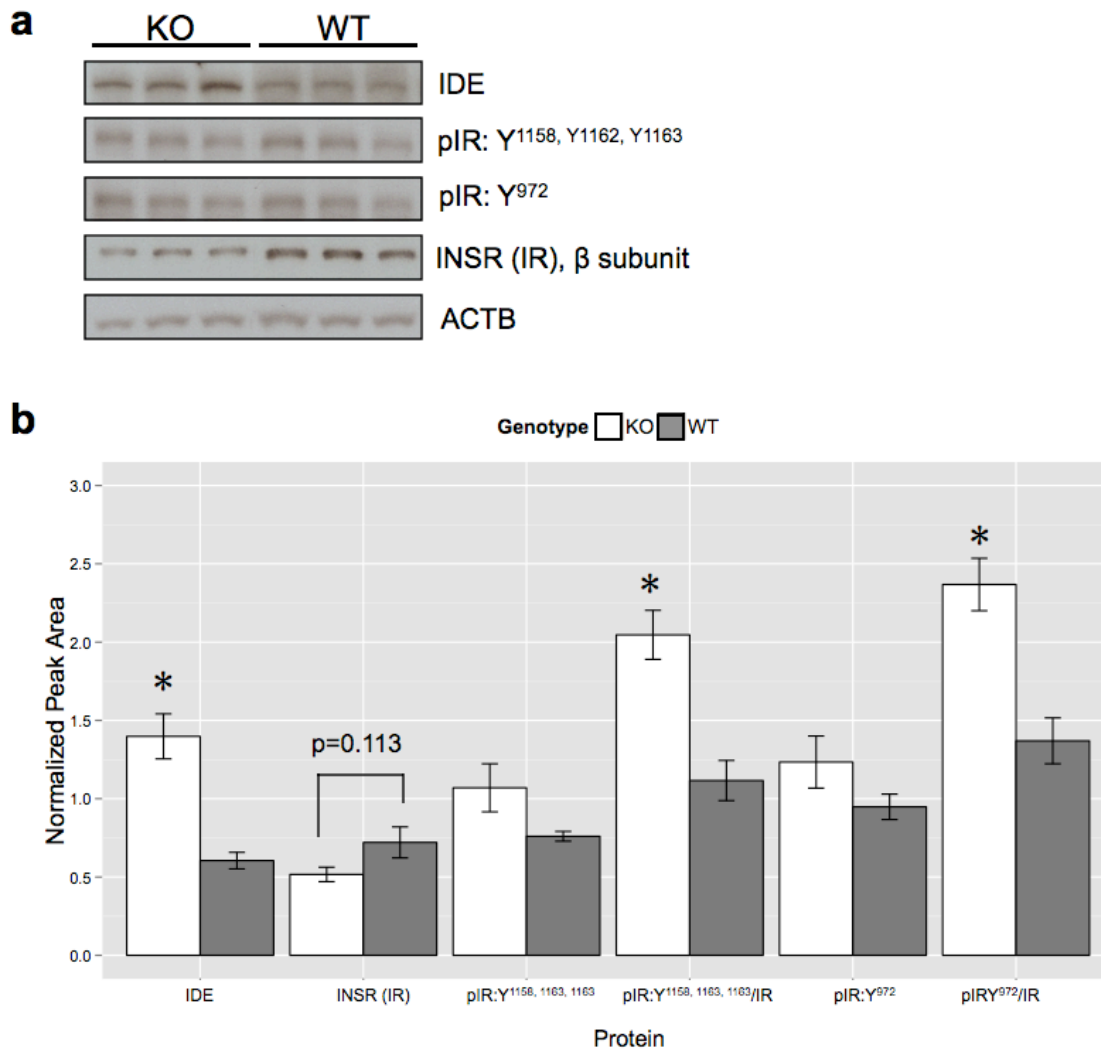 a
KO WT
IDE
pIR: Y1158, Y1162, Y1163
pIR: Y972
INSR (IR), β subunit
ACTB
b
Genotype KO WT
3.0
2.5
2.0
1.5
1.0
0.5
0.0
Normalized Peak Area
*
p=0.113
*
*
IDE INSR (IR) pIR:Y1158, 1163, 1163 pIR:Y1158, 1163, 1163/IR pIR:Y972 pIRY972/IR
Protein